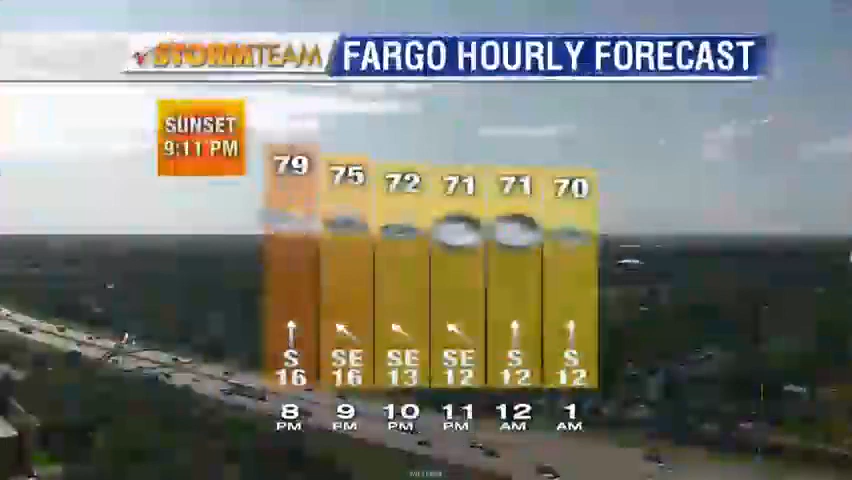 STORMTEAM
FARGO HOURLY FORECAST
SUNSET
9:11 PM
79 75 72 71 71 70
S SE SE SE S S
16 16 13 12 12 12
8 9 10 11 12 1
PM PM PM PM AM AM